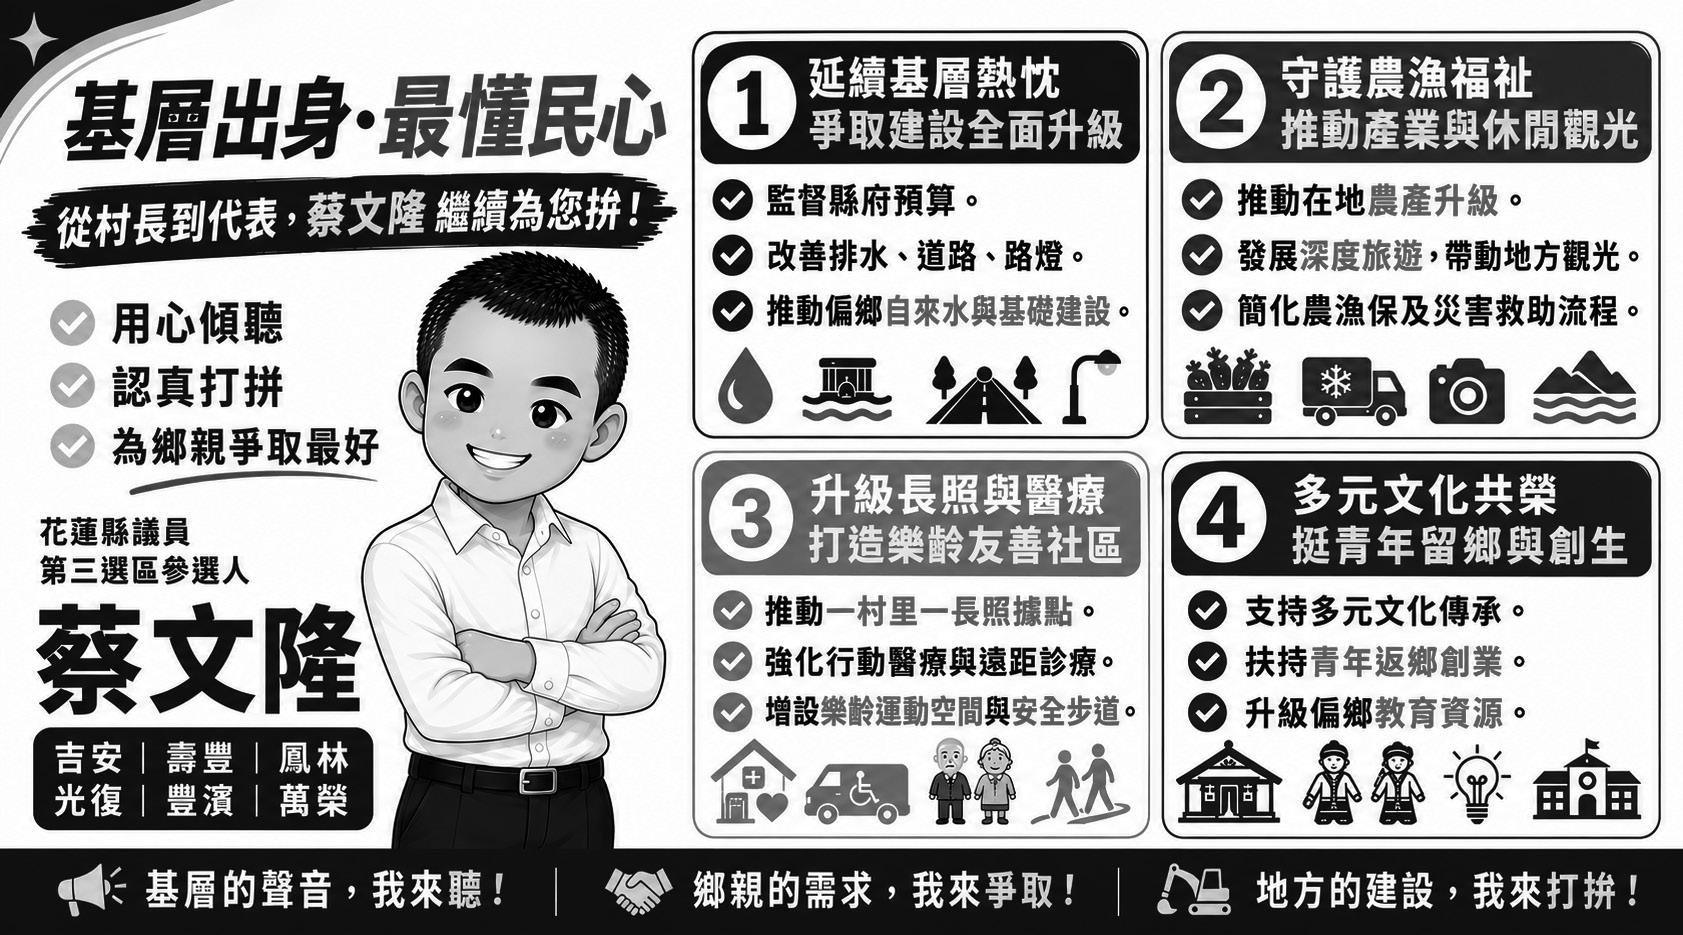 基層出身·最懂民心
從村長到代表，蔡文隆 繼續為您拚！
用心傾聽
認真打拼
為鄉親爭取最好
花蓮縣議員
第三選區參選人
蔡文隆
吉安｜壽豐｜鳳林
光復｜豐濱｜萬榮
1 延續基層熱忱
爭取建設全面升級
監督縣府預算。
改善排水、道路、路燈。
推動偏鄉自來水與基礎建設。
2 守護農漁福祉
推動產業與休閒觀光
推動在地農產升級。
發展深度旅遊，帶動地方觀光。
簡化農漁保及災害救助流程。
3 升級長照與醫療
打造樂齡友善社區
推動一村里一長照據點。
強化行動醫療與遠距診療。
增設樂齡運動空間與安全步道。
4 多元文化共榮
挺青年留鄉與創生
支持多元文化傳承。
扶持青年返鄉創業。
升級偏鄉教育資源。
基層的聲音，我來聽！
鄉親的需求，我來爭取！
地方的建設，我來打拚！